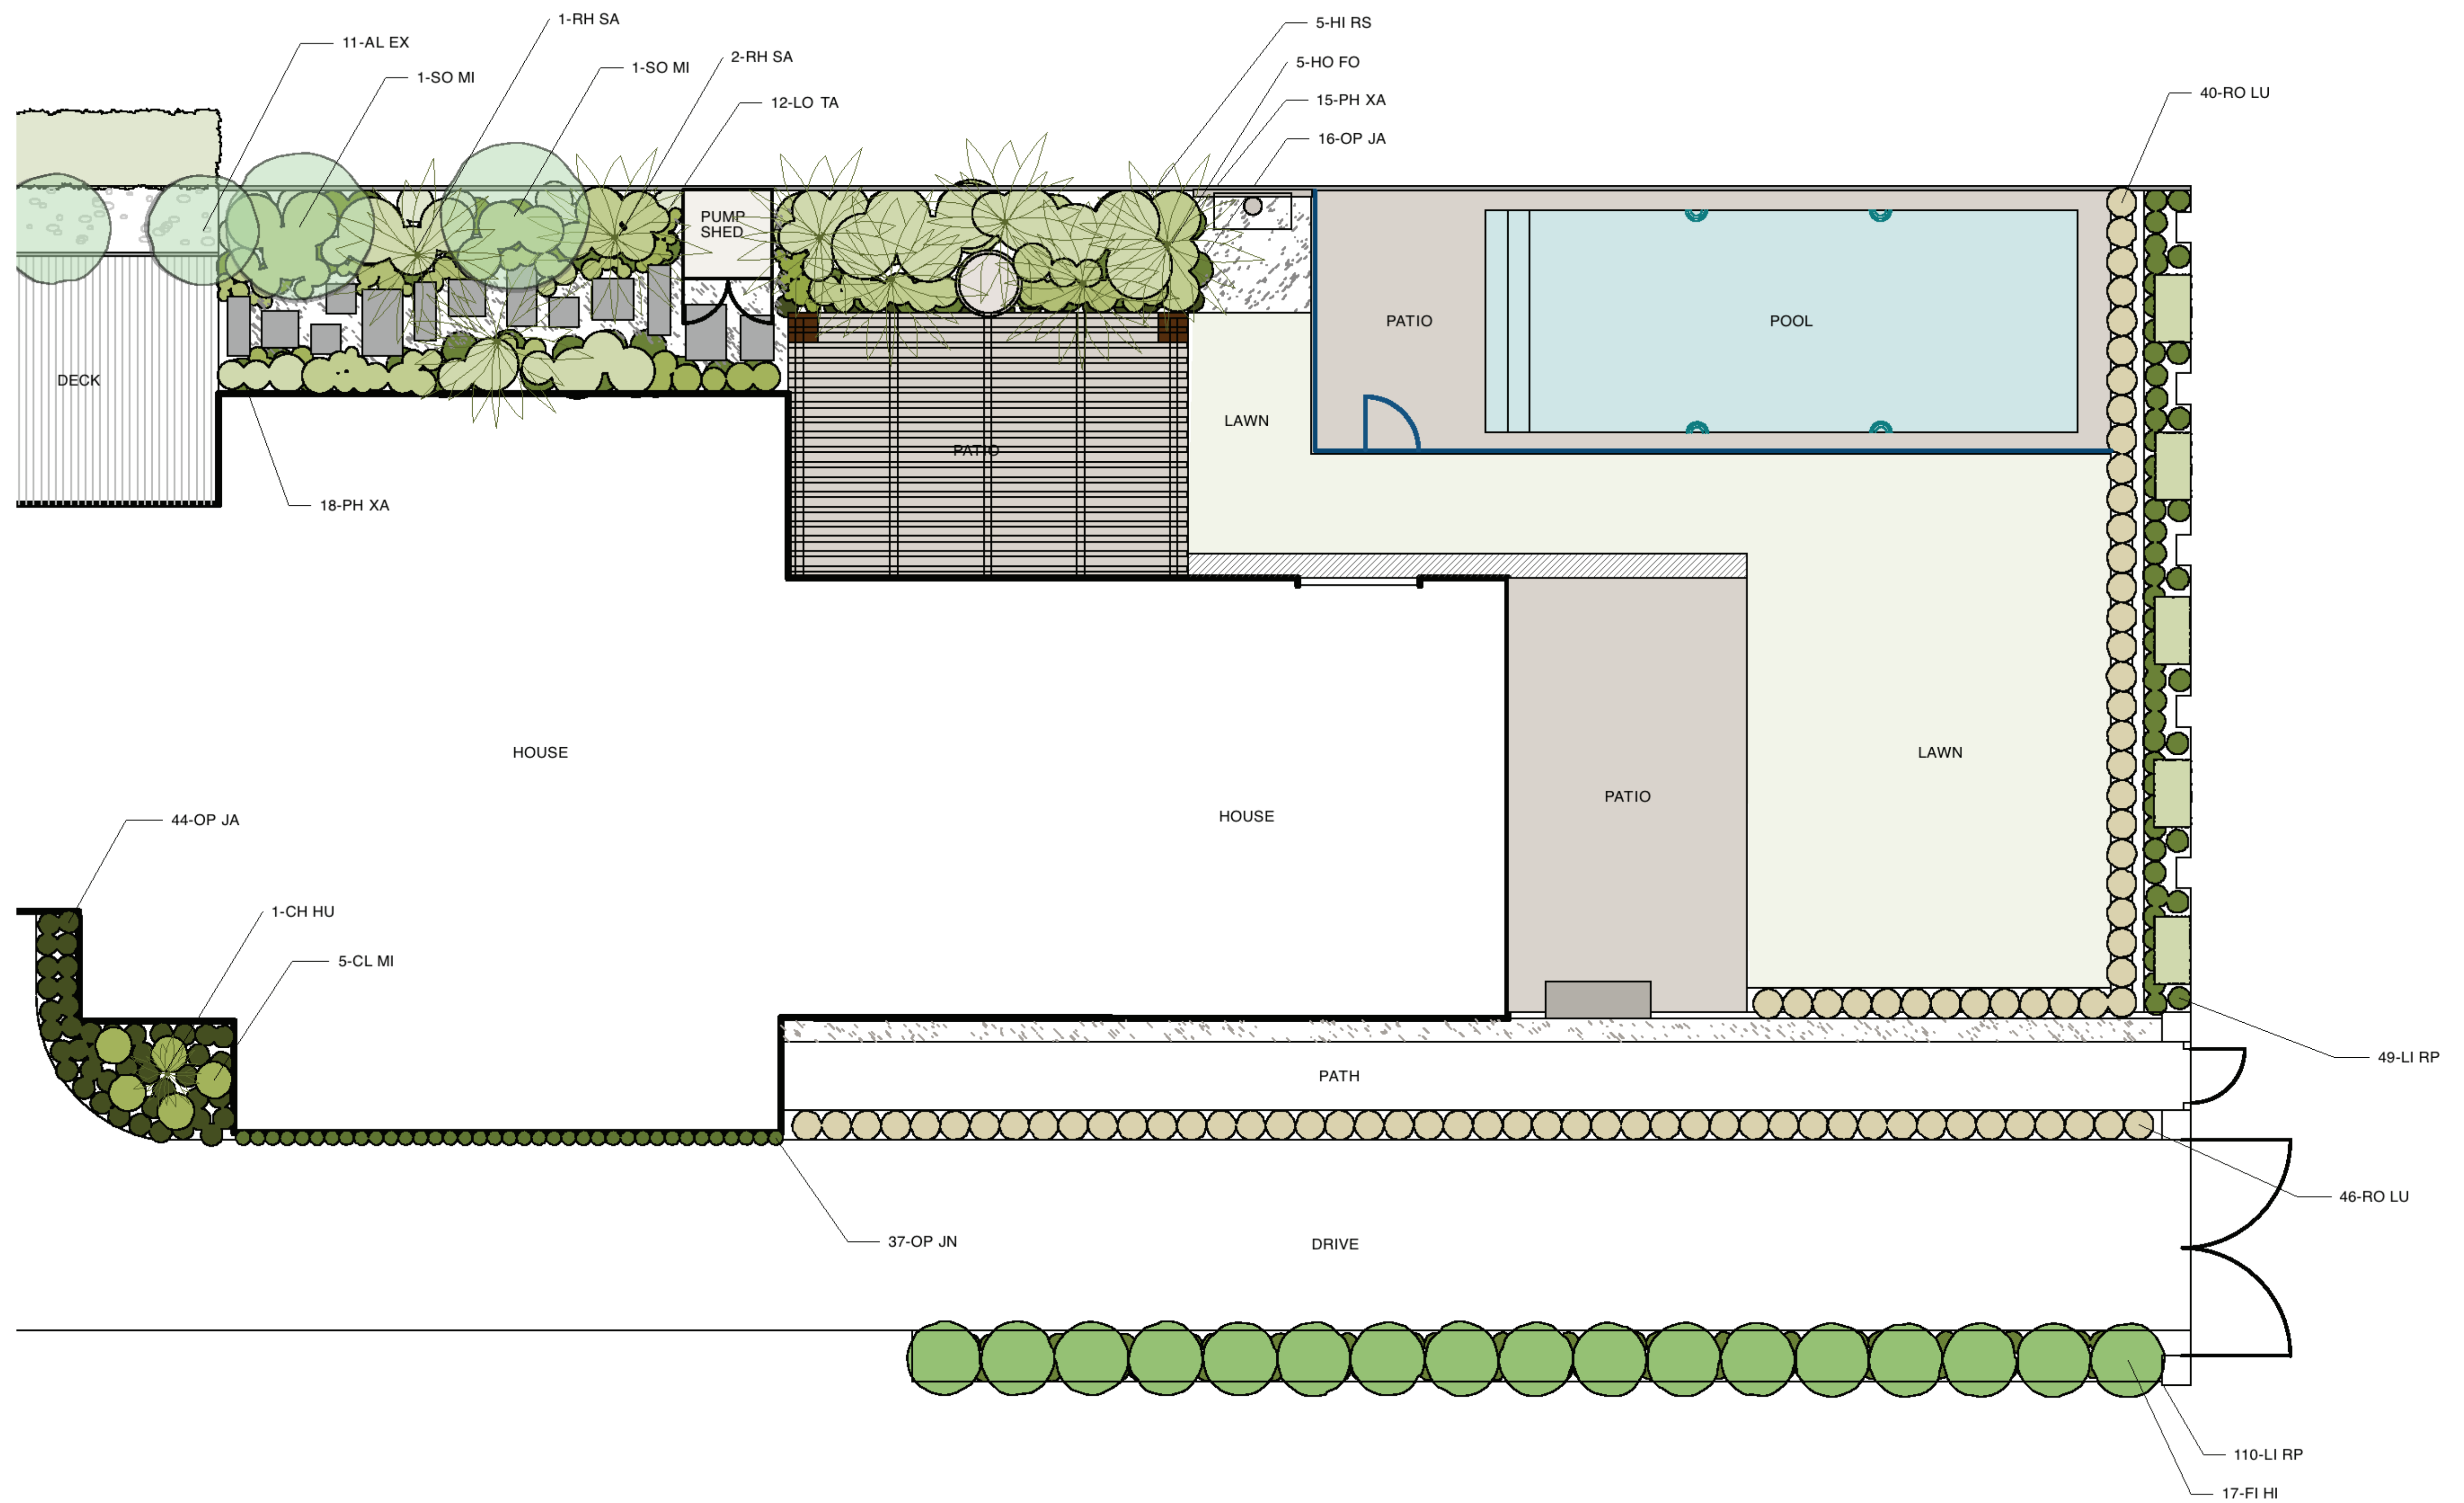 1-RH SA
5-HI RS
11-AL EX
1-SO MI
1-SO MI
2-RH SA
5-HO FO
12-LO TA
15-PH XA
40-RO LU
16-OP JA
PUMP
SHED
PATIO
POOL
DECK
LAWN
PATIO
18-PH XA
HOUSE
LAWN
PATIO
HOUSE
44-OP JA
1-CH HU
5-CL MI
49-LI RP
PATH
46-RO LU
37-OP JN
DRIVE
110-LI RP
17-FI HI